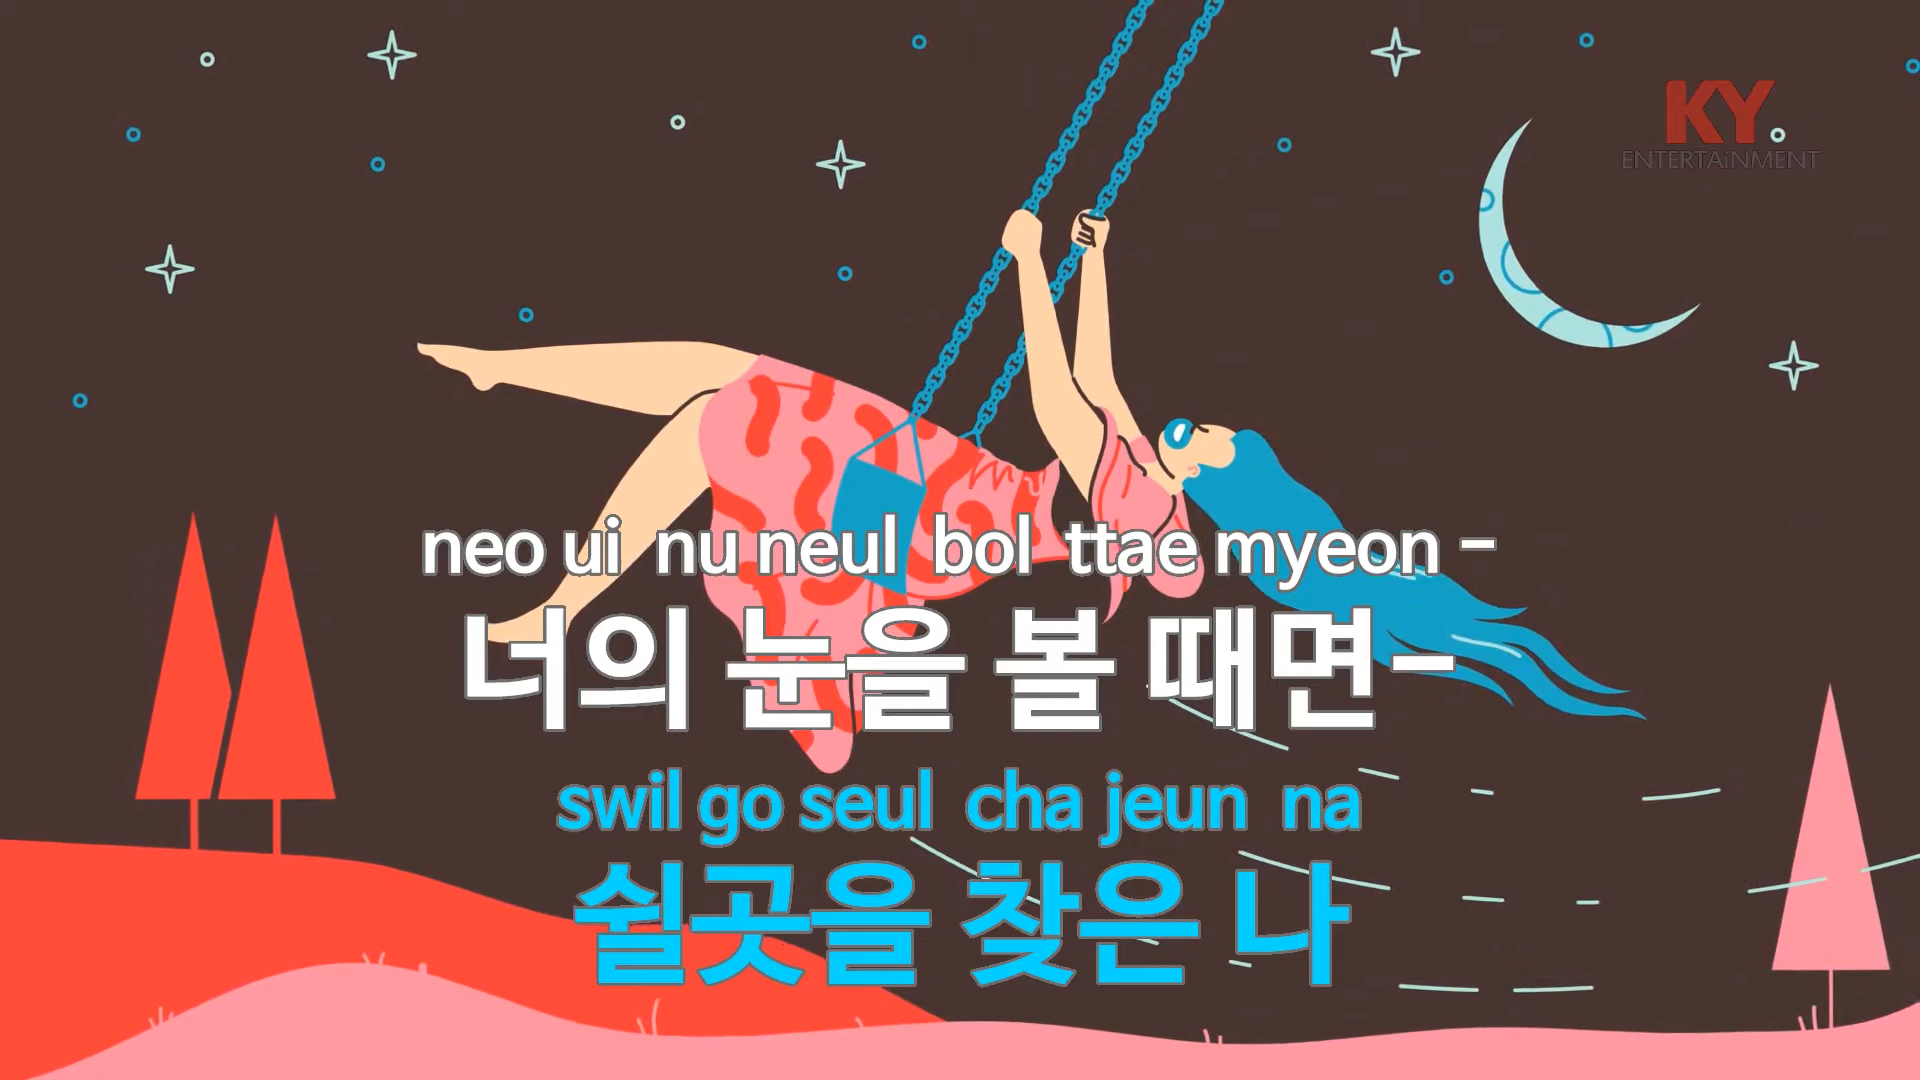 KY
ENTERTAiNMENT
neo ui nu neul bol ttae myeon -
너의 눈을 볼 때면-
swil go seul cha jeun na
쉴곳을 찾은 나